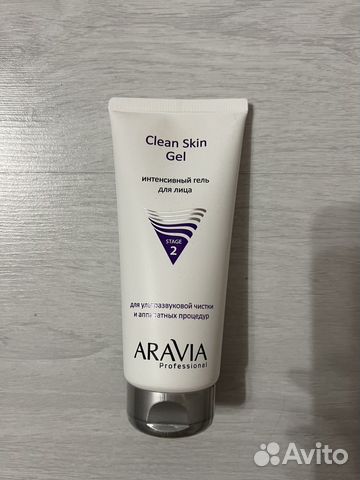 Clean Skin
Gel
интенсивный гель
для лица
STAGE
2
для ультразвуковой чистки
и аппаратных процедур
ARAVIA
Professional
Avito